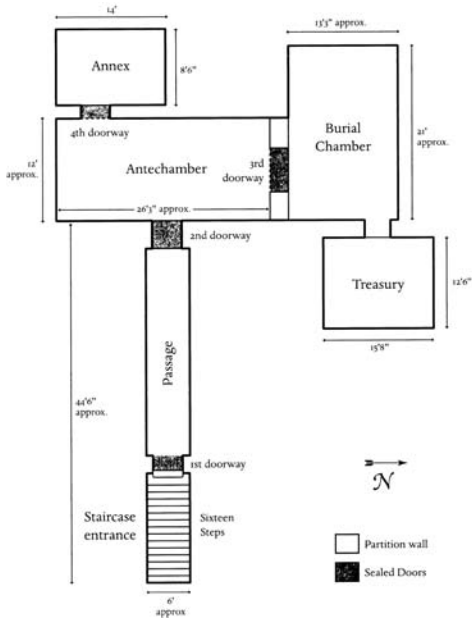 14'
13'3" approx.
Annex
8'6"
4th doorway
12'
approx.
Antechamber
3rd
doorway
Burial
Chamber
21'
approx.
26'3" approx.
2nd doorway
Treasury
12'6"
15'8"
Passage
44'6"
approx.
1st doorway
Staircase
entrance
Sixteen
Steps
N
Partition wall
Sealed Doors
6'
approx